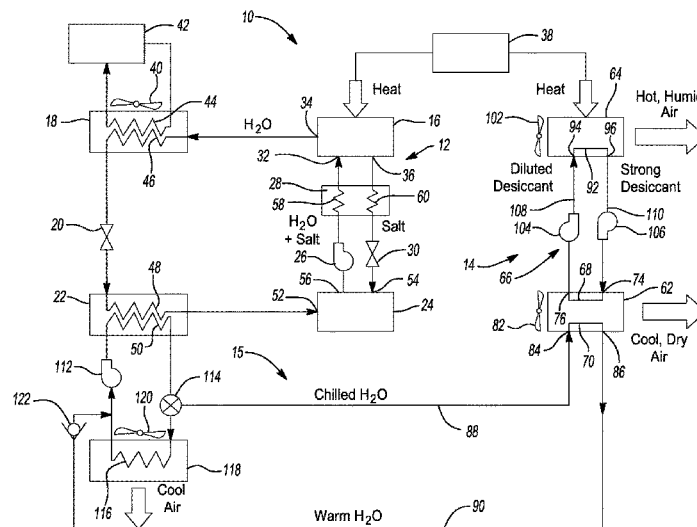 42
10
38
40
Heat
Heat
64
Hot, Humid
Air
18
44
34
16
102
H2O
94
96
12
46
32
36
Diluted
Desiccant
92
Strong
Desiccant
28
60
58
108
110
20
H2O
+ Salt
Salt
104
106
26
30
14
66
48
56
54
68
74
62
22
52
24
50
76
82
70
Cool, Dry
Air
84
86
112
15
114
122
120
Chilled H2O
88
116
Cool
Air
118
Warm H2O
90